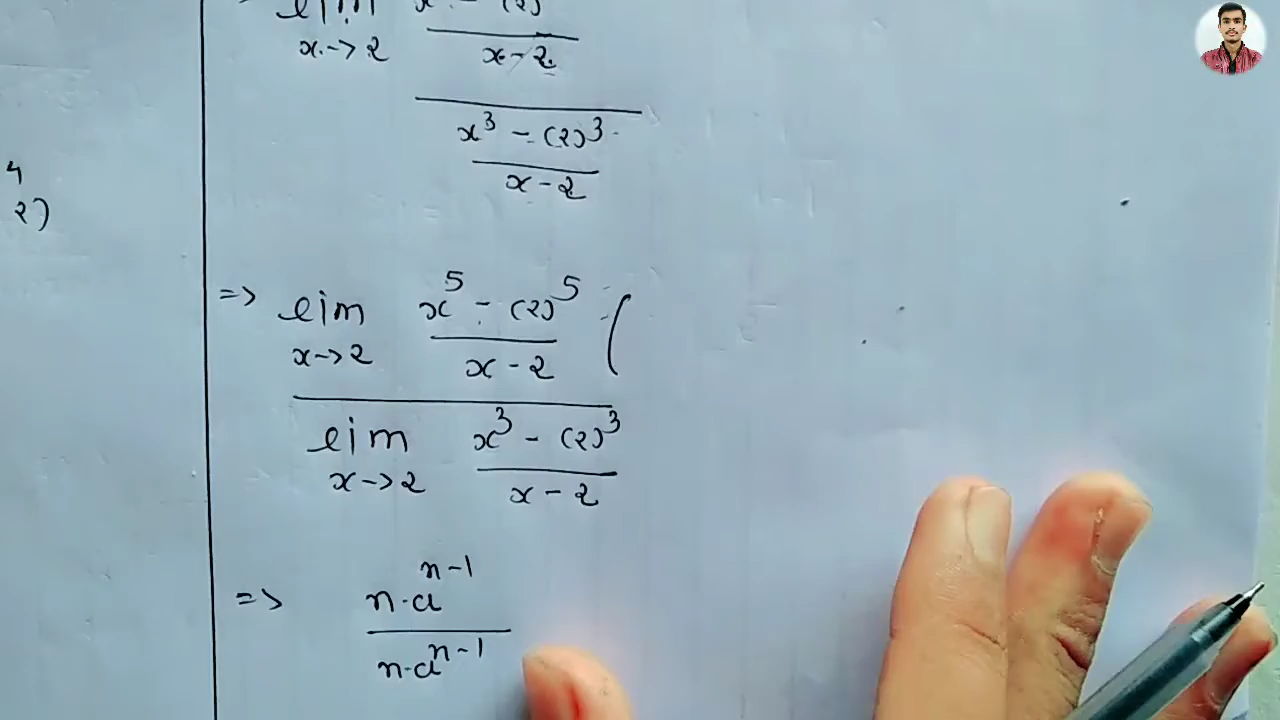 lim
x→2 x-2
x³ - (2)³
x-2
4
2)
=> lim x⁵ - (2)⁵ (
x→2 x-2
lim x³ - (2)³
x→2 x-2
=> n·aⁿ⁻¹
n·aⁿ⁻¹